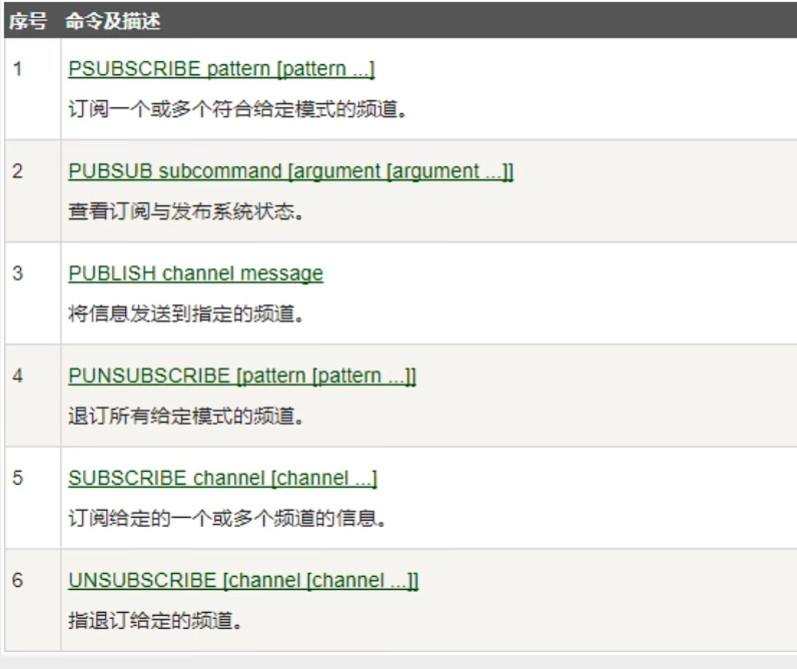 序号 命令及描述
1 PSUBSCRIBE pattern [pattern ...]
订阅一个或多个符合给定模式的频道。
2 PUBSUB subcommand [argument [argument ...]]
查看订阅与发布系统状态。
3 PUBLISH channel message
将信息发送到指定的频道。
4 PUNSUBSCRIBE [pattern [pattern ...]]
退订所有给定模式的频道。
5 SUBSCRIBE channel [channel ...]
订阅给定的一个或多个频道的信息。
6 UNSUBSCRIBE [channel [channel ...]]
指退订给定的频道。